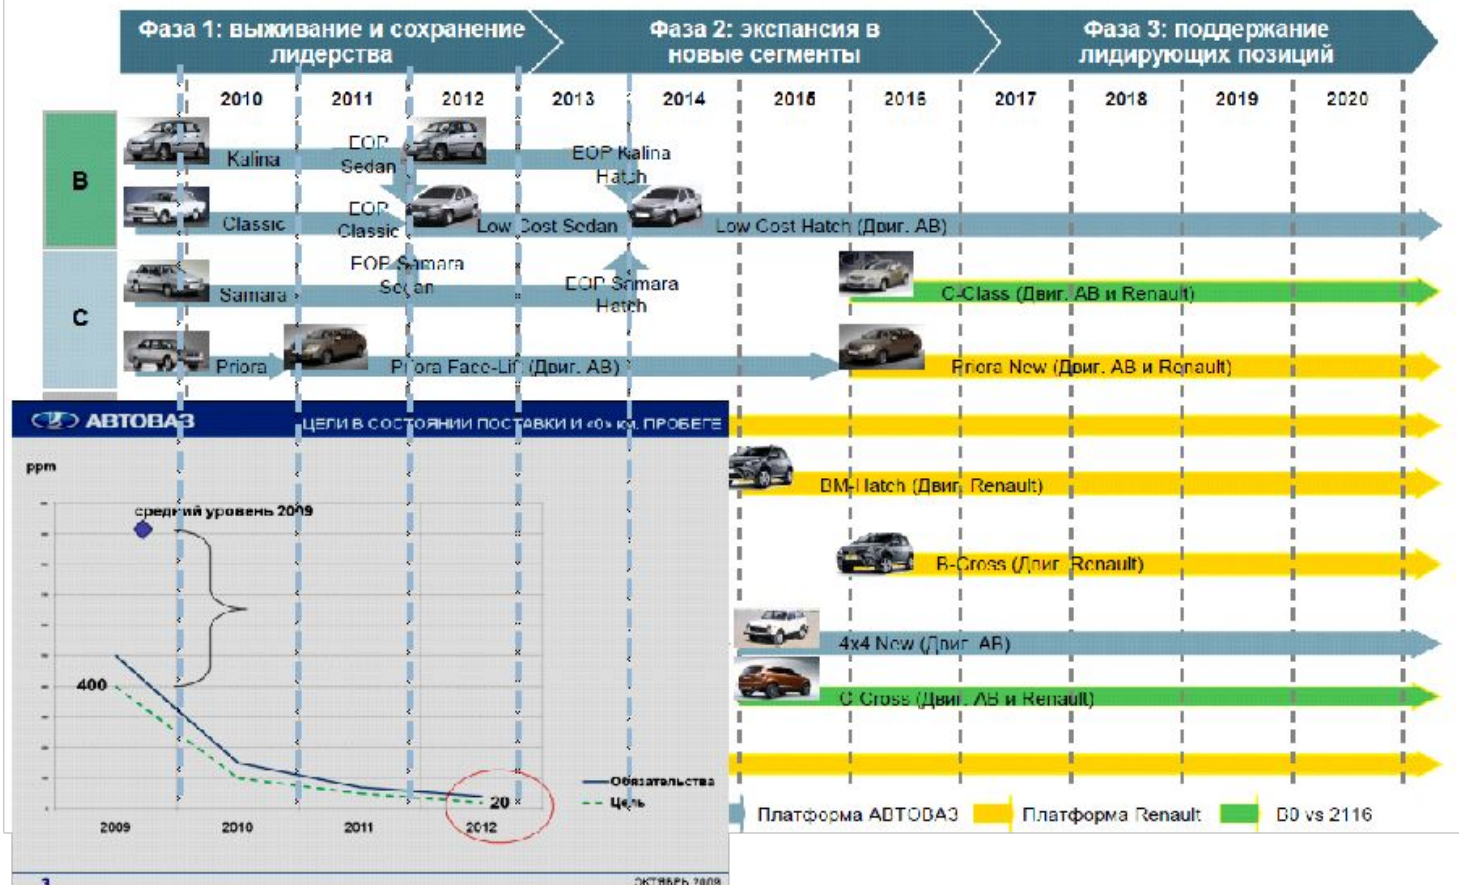 Фаза 1: выживание и сохранение
лидерства
Фаза 2: экспансия в
новые сегменты
Фаза 3: поддержание
лидирующих позиций
2010 2011 2012 2013 2014 2015 2016 2017 2018 2019 2020
B
Kalina
EOP
Sedan
EOP Kalina
Hatch
Classic
EOP
Classic
Low Cost Sedan
Low Cost Hatch (Двиг. АВ)
C
Samara
EOP Samara
Sedan
EOP Samara
Hatch
C-Class (Двиг. АВ и Renault)
Priora
Priora Face-Lift (Двиг. АВ)
Priora New (Двиг. АВ и Renault)
АВТОВАЗ
ЦЕЛИ В СОСТОЯНИИ ПОСТАВКИ И «0» км. ПРОБЕГЕ
BM-Hatch (Двиг. Renault)
B-Cross (Двиг. Renault)
4x4 New (Двиг. АВ)
C-Cross (Двиг. АВ и Renault)
ppm
средний уровень 2009
400
20
Обязательства
Цель
2009 2010 2011 2012
Платформа АВТОВАЗ
Платформа Renault
B0 vs 2116
3
ОКТЯБРЬ 2009